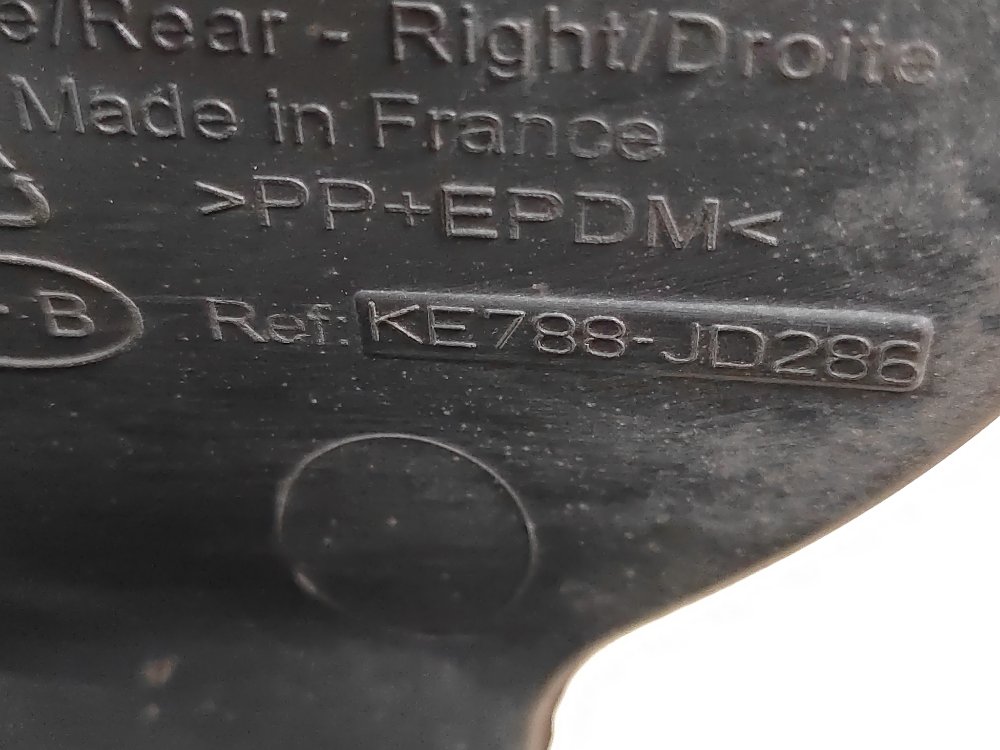 e/Rear - Right/Droite
Made in France
>PP+EPDM<
B Ref: KE788-JD286